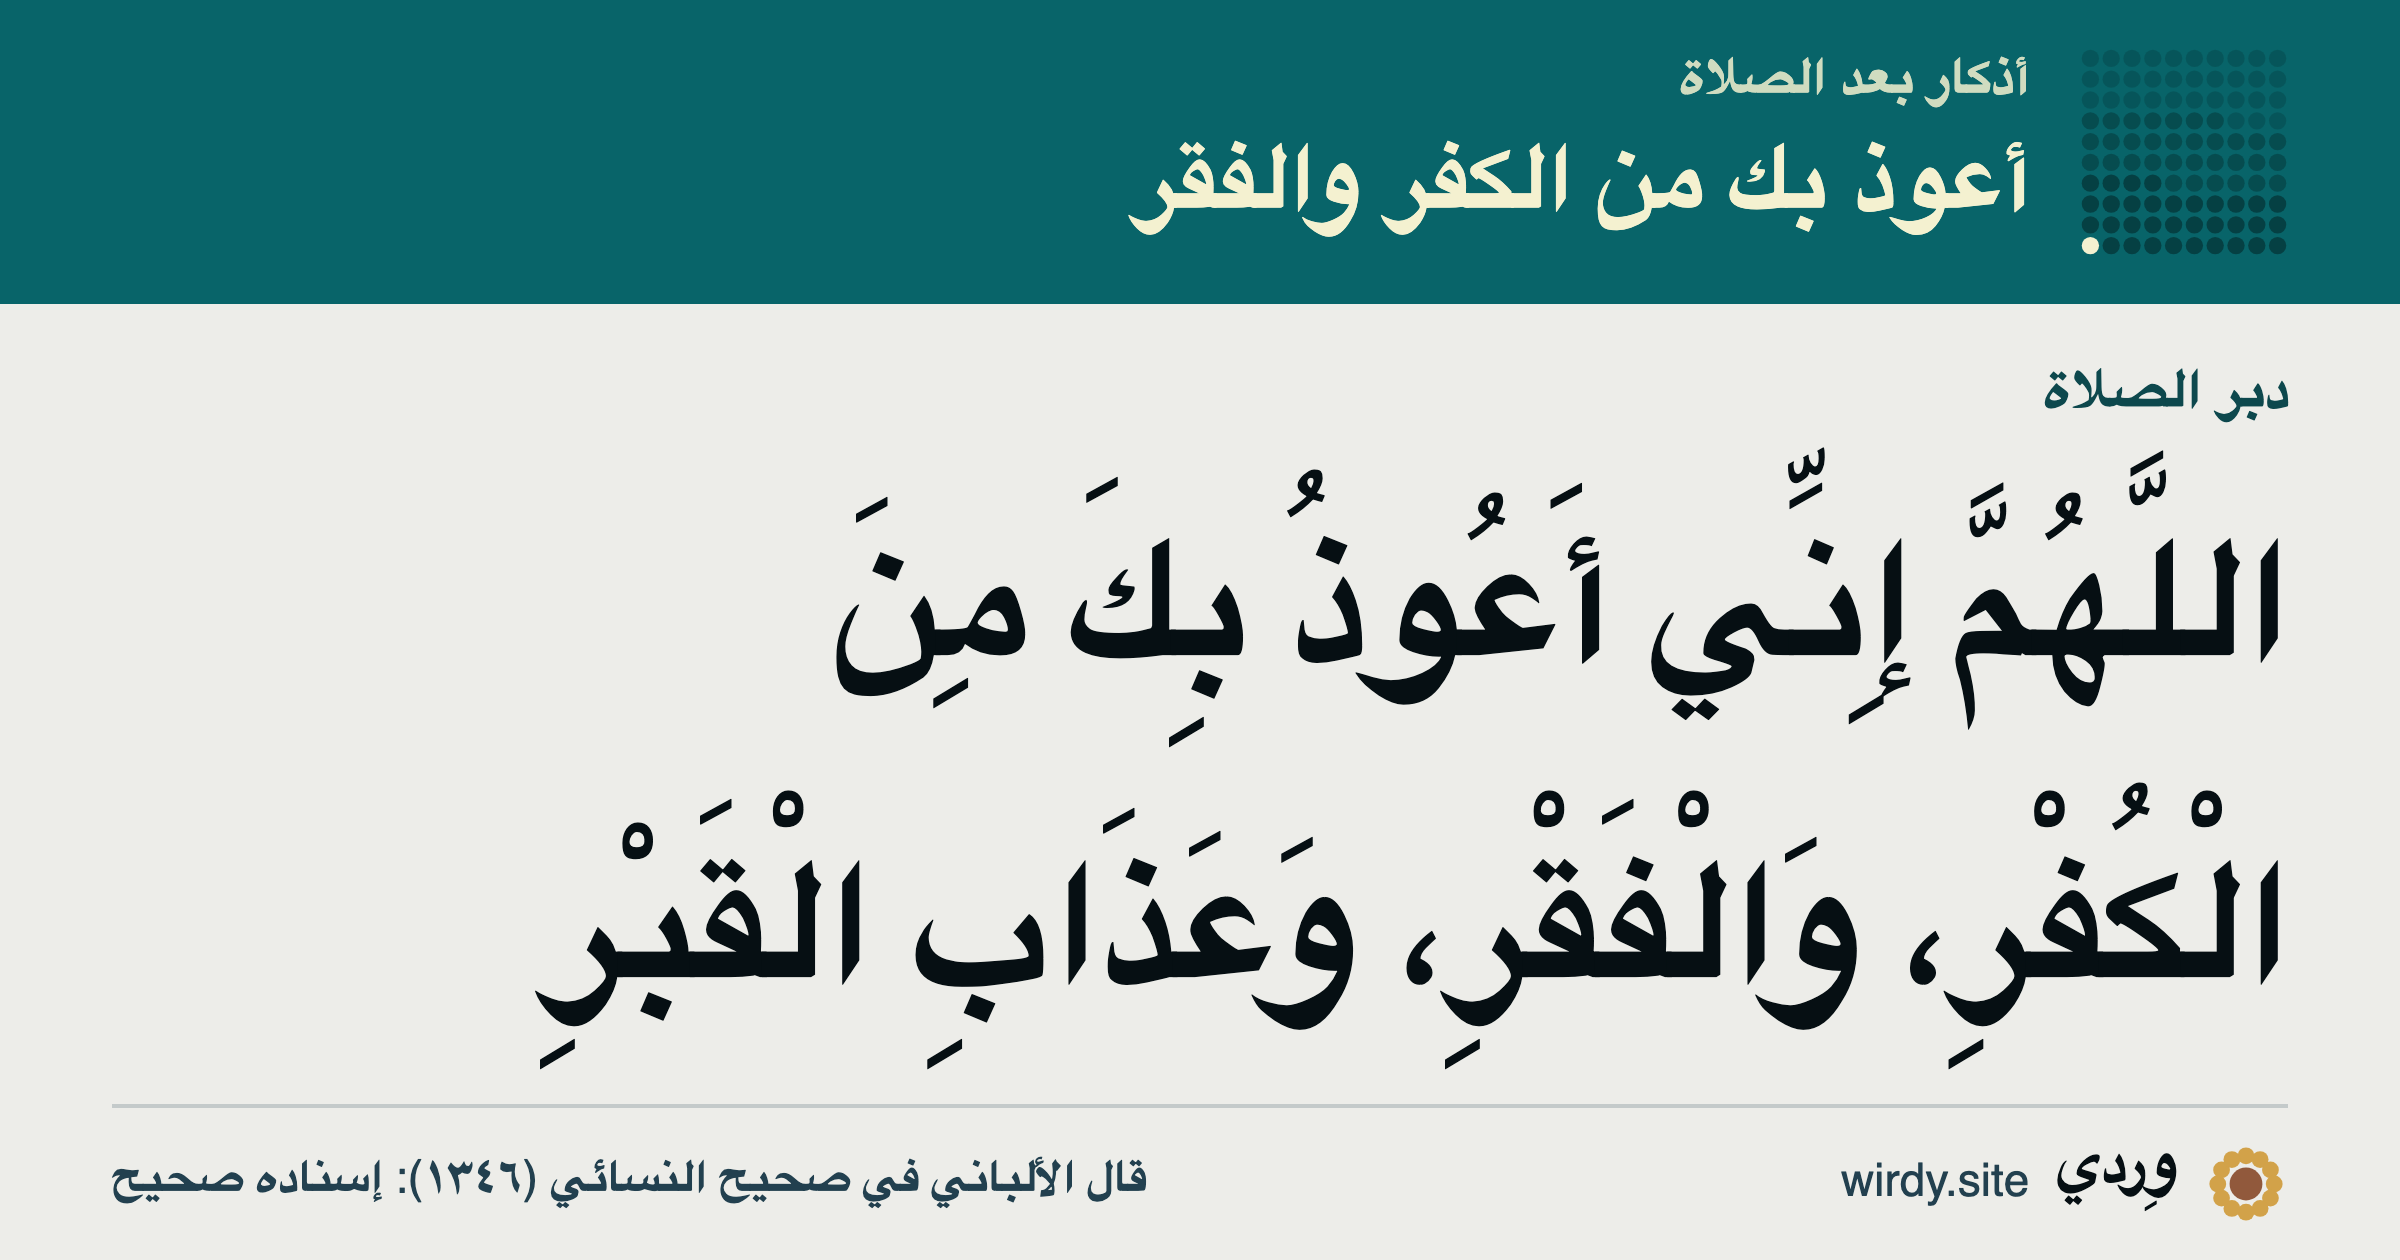 أذكار بعد الصلاة
أعوذ بك من الكفر والفقر
دبر الصلاة
اللَّهُمَّ إِنِّي أَعُوذُ بِكَ مِنَ
الْكُفْرِ، وَالْفَقْرِ، وَعَذَابِ الْقَبْرِ
وِردي wirdy.site
قال الألباني في صحيح النسائي (١٣٤٦): إسناده صحيح